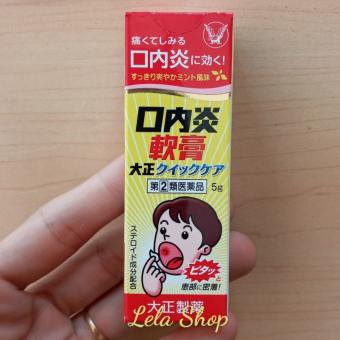 痛くてしみる
口内炎に効く!
すっきり爽やかミント風味
口内炎
軟膏
大正クイックケア
指定第②類医薬品 5g
ステロイド成分配合
ピタッと
患部に密着!
大正製薬
Lela Shop